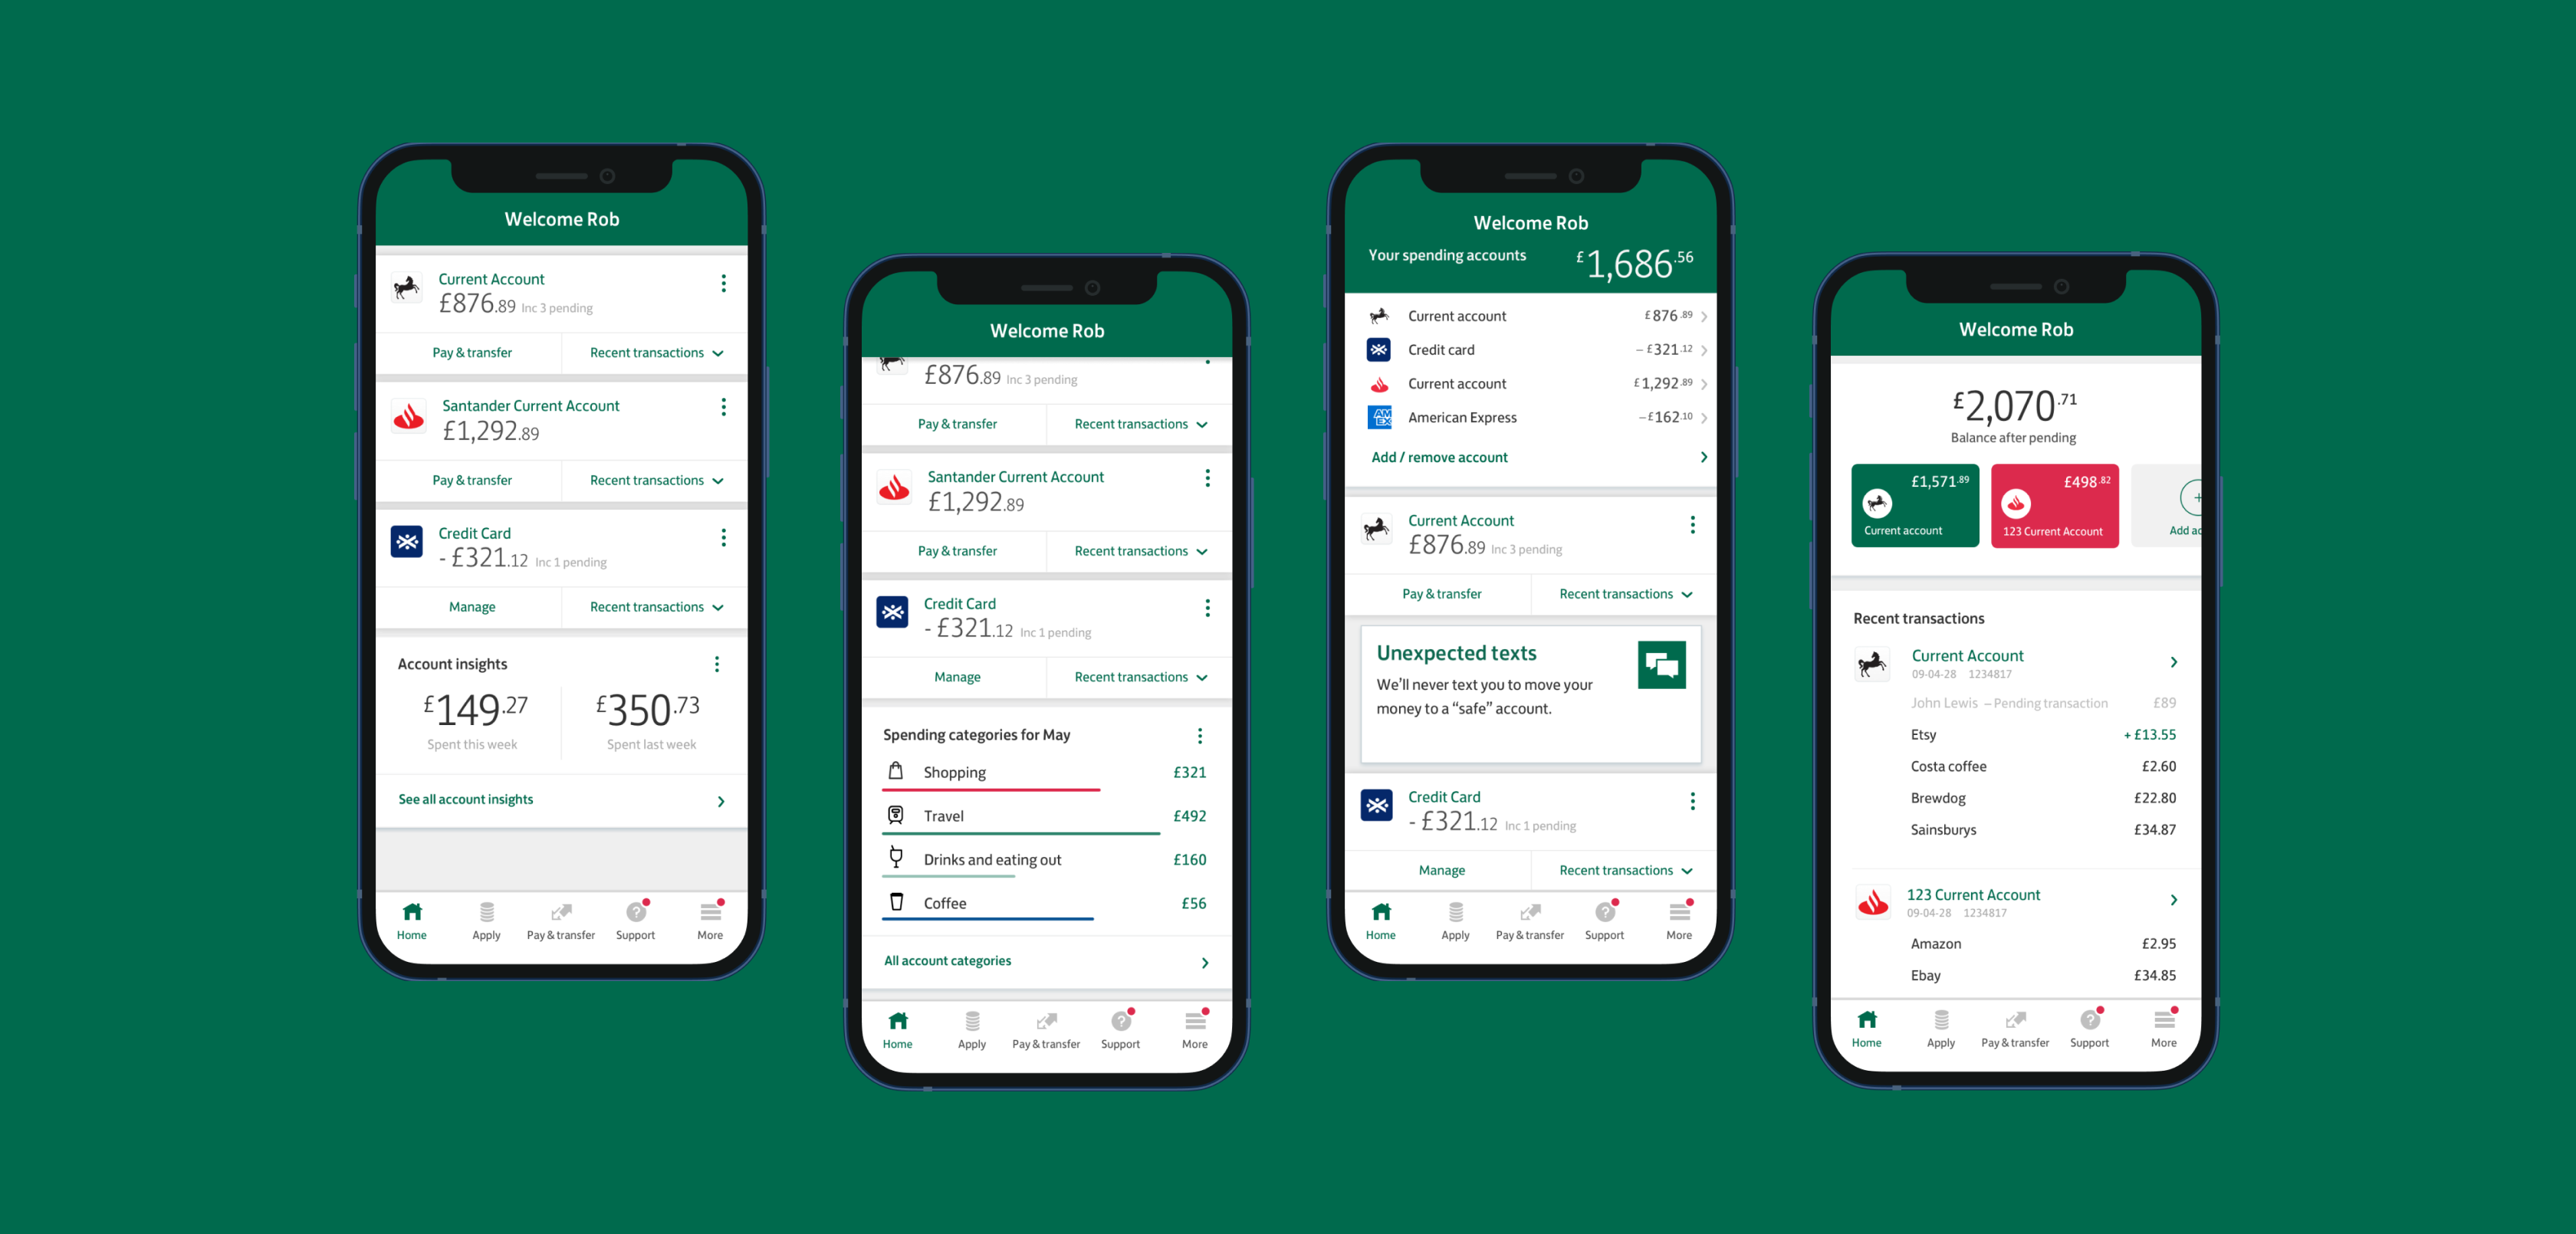 Welcome Rob
Current Account
£876.89 Inc 3 pending
Pay & transfer Recent transactions
Santander Current Account
£1,292.89
Pay & transfer Recent transactions
Credit Card
- £321.12 Inc 1 pending
Manage Recent transactions
Account insights
£149.27 £350.73
Spent this week Spent last week
See all account insights
Home Apply Pay & transfer Support More
Welcome Rob
£876.89 Inc 3 pending
Pay & transfer Recent transactions
Santander Current Account
£1,292.89
Pay & transfer Recent transactions
Credit Card
- £321.12 Inc 1 pending
Manage Recent transactions
Spending categories for May
Shopping £321
Travel £492
Drinks and eating out £160
Coffee £56
All account categories
Home Apply Pay & transfer Support More
Welcome Rob
Your spending accounts £1,686.56
Current account £876.89
Credit card – £321.12
Current account £1,292.89
AM EX American Express –£162.10
Add / remove account
Current Account
£876.89 Inc 3 pending
Pay & transfer Recent transactions
Unexpected texts
We'll never text you to move your
money to a “safe” account.
Credit Card
- £321.12 Inc 1 pending
Manage Recent transactions
Home Apply Pay & transfer Support More
Welcome Rob
£2,070.71
Balance after pending
£1,571.89 £498.82
Current account 123 Current Account Add ac
Recent transactions
Current Account
09-04-28 1234817
John Lewis – Pending transaction £89
Etsy + £13.55
Costa coffee £2.60
Brewdog £22.80
Sainsburys £34.87
123 Current Account
09-04-28 1234817
Amazon £2.95
Ebay £34.85
Home Apply Pay & transfer Support More